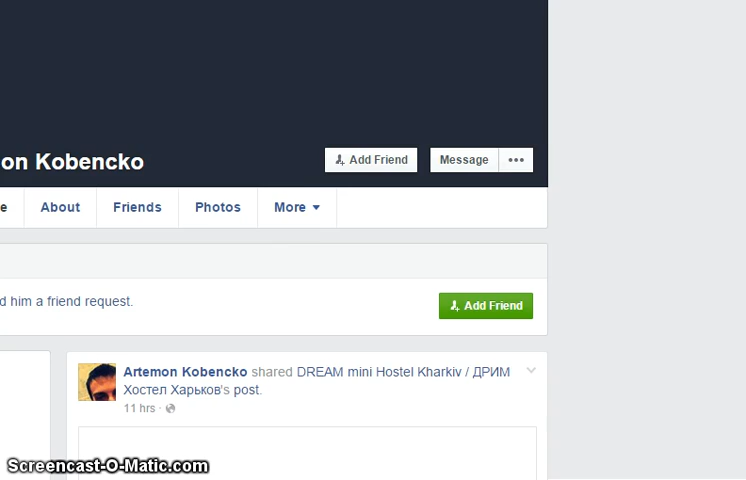 on Kobencko
Add Friend
Message
e
About
Friends
Photos
More
d him a friend request.
Add Friend
Artemon Kobencko shared DREAM mini Hostel Kharkiv / ДРИМ
Хостел Харьков's post.
11 hrs ·
Screencast-O-Matic.com